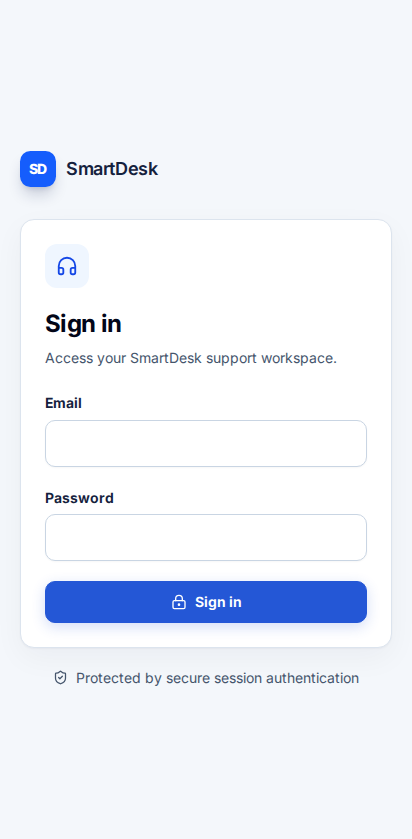 SD SmartDesk
Sign in
Access your SmartDesk support workspace.
Email
Password
Sign in
Protected by secure session authentication